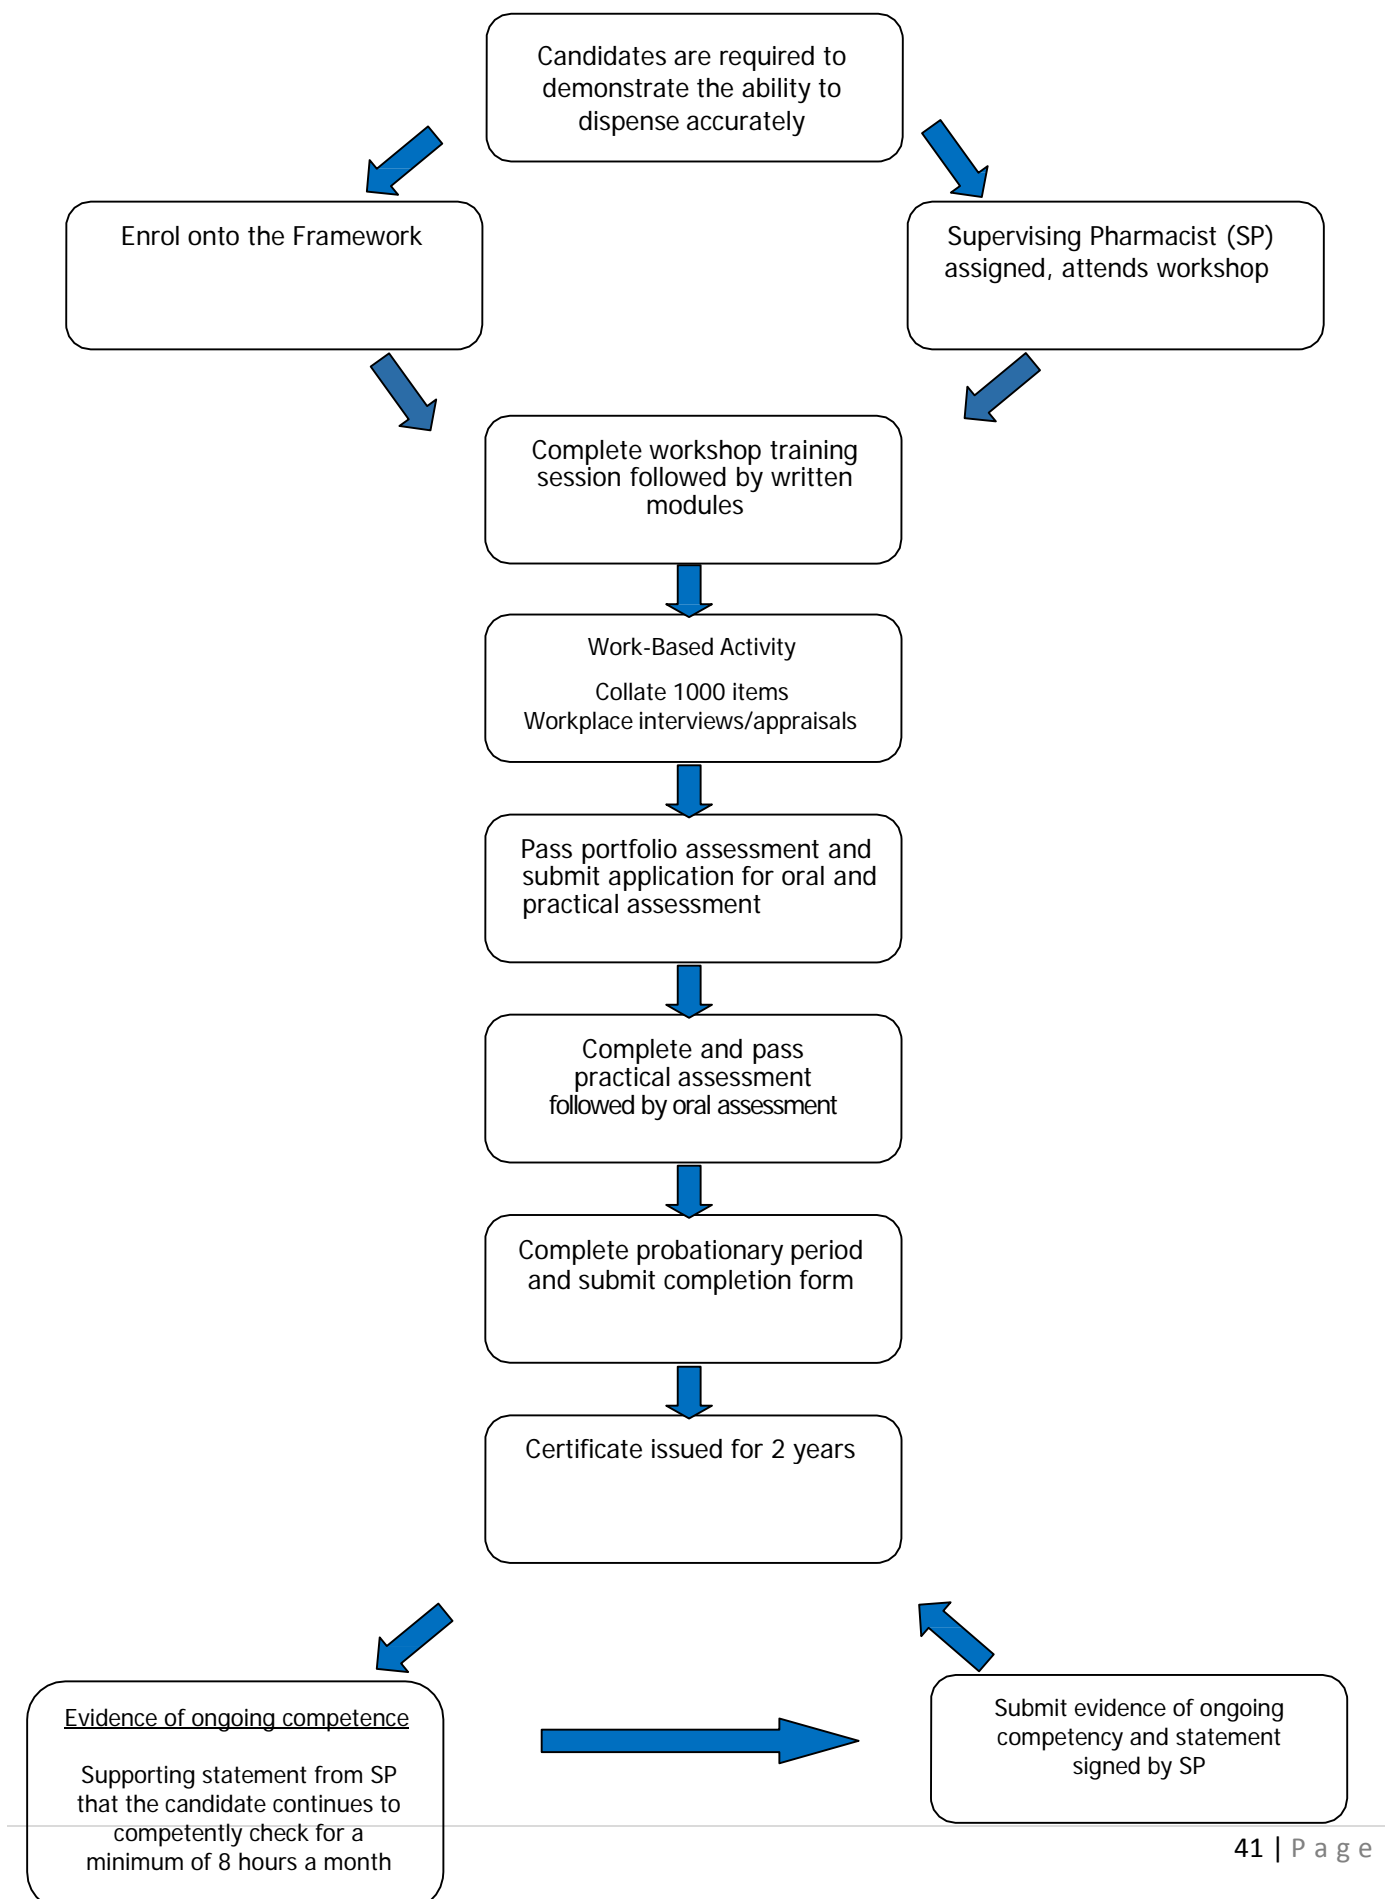 Candidates are required to
demonstrate the ability to
dispense accurately
Enrol onto the Framework
Supervising Pharmacist (SP)
assigned, attends workshop
Complete workshop training
session followed by written
modules
Work-Based Activity
Collate 1000 items
Workplace interviews/appraisals
Pass portfolio assessment and
submit application for oral and
practical assessment
Complete and pass
practical assessment
followed by oral assessment
Complete probationary period
and submit completion form
Certificate issued for 2 years
Evidence of ongoing competence
Supporting statement from SP
that the candidate continues to
competently check for a
minimum of 8 hours a month
Submit evidence of ongoing
competency and statement
signed by SP
41 | P a g e